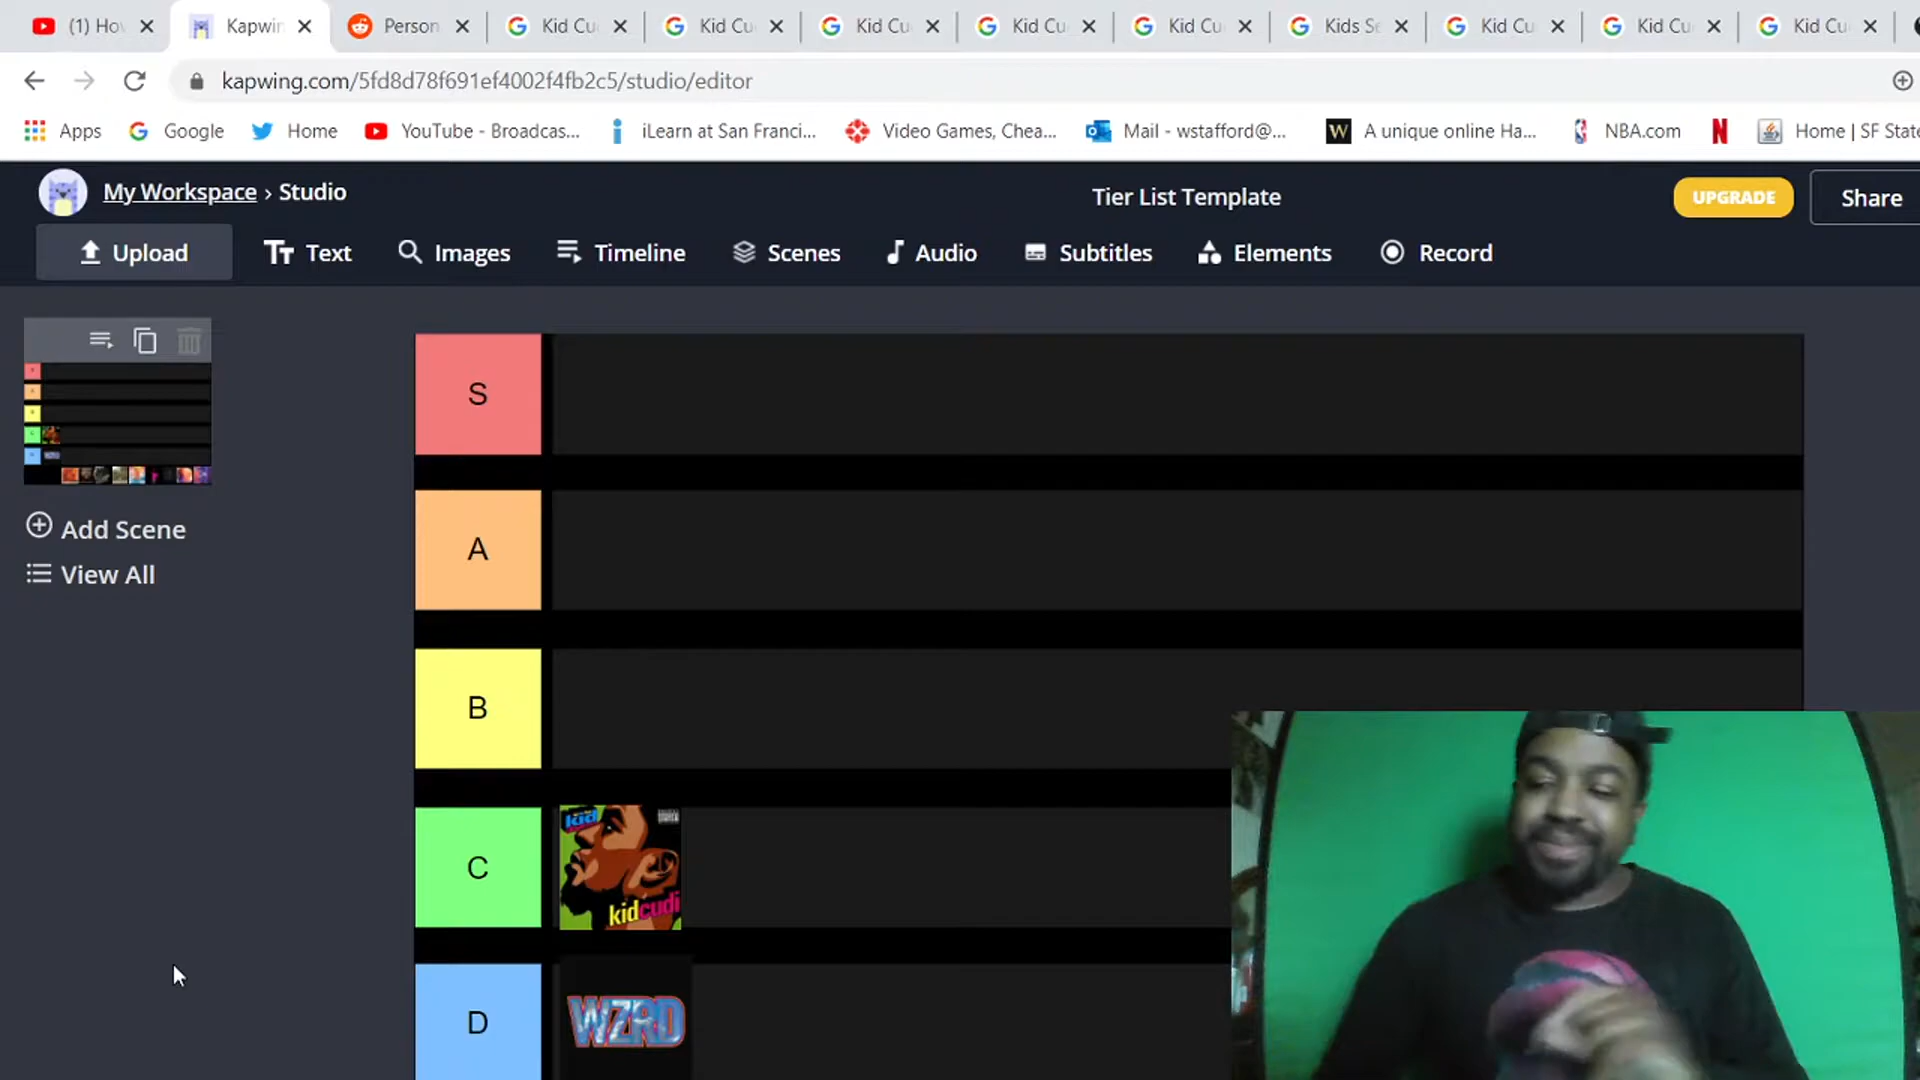 (1) Ho
Kapwin
Person
Kid Cu
Kid Cu
Kid Cu
Kid Cu
Kid Cu
Kids Se
Kid Cu
Kid Cu
Kid Cu
kapwing.com/5fd8d78f691ef4002f4fb2c5/studio/editor
Apps
Google
Home
YouTube - Broadcas...
iLearn at San Franci...
Video Games, Chea...
Mail - wstafford@...
W
A unique online Ha...
NBA.com
N
Home | SF State
My Workspace › Studio
Tier List Template
UPGRADE
Share
Upload
Text
Images
Timeline
Scenes
Audio
Subtitles
Elements
Record
Add Scene
View All
S
A
B
C
kid
kidcudi
D
WZRD